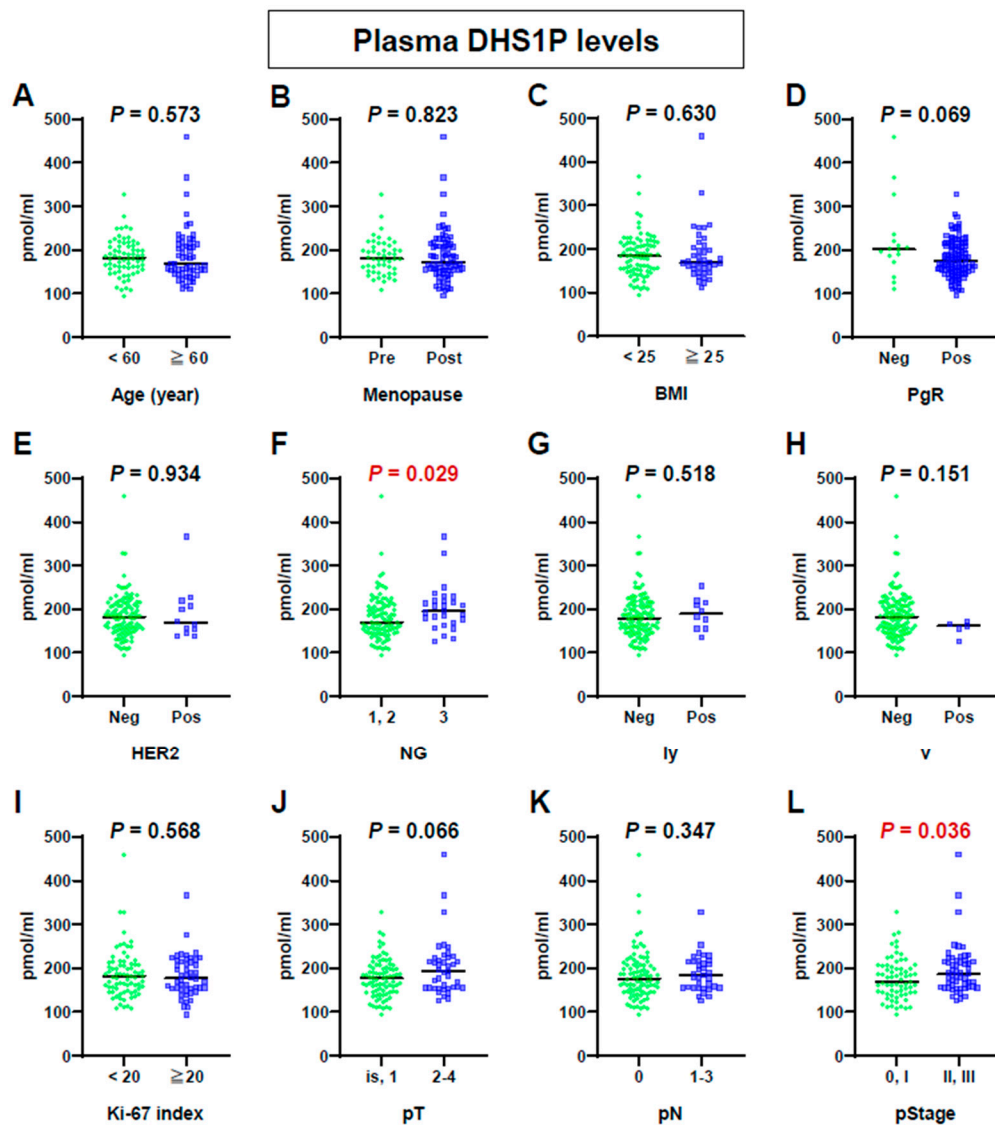 Plasma DHS1P levels
A
P = 0.573
pmol/ml
500
400
300
200
100
0
< 60
≧ 60
Age (year)
B
P = 0.823
pmol/ml
500
400
300
200
100
0
Pre
Post
Menopause
C
P = 0.630
pmol/ml
500
400
300
200
100
0
< 25
≧ 25
BMI
D
P = 0.069
pmol/ml
500
400
300
200
100
0
Neg
Pos
PgR
E
P = 0.934
pmol/ml
500
400
300
200
100
0
Neg
Pos
HER2
F
P = 0.029
pmol/ml
500
400
300
200
100
0
1, 2
3
NG
G
P = 0.518
pmol/ml
500
400
300
200
100
0
Neg
Pos
ly
H
P = 0.151
pmol/ml
500
400
300
200
100
0
Neg
Pos
v
I
P = 0.568
pmol/ml
500
400
300
200
100
0
< 20
≧20
Ki-67 index
J
P = 0.066
pmol/ml
500
400
300
200
100
0
is, 1
2-4
pT
K
P = 0.347
pmol/ml
500
400
300
200
100
0
0
1-3
pN
L
P = 0.036
pmol/ml
500
400
300
200
100
0
0, I
II, III
pStage